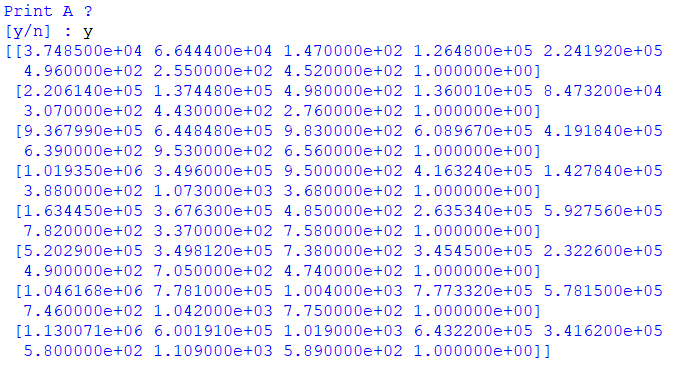 Print A ?
[y/n] : y
[[3.748500e+04 6.644400e+04 1.470000e+02 1.264800e+05 2.241920e+05
4.960000e+02 2.550000e+02 4.520000e+02 1.000000e+00]
[2.206140e+05 1.374480e+05 4.980000e+02 1.360010e+05 8.473200e+04
3.070000e+02 4.430000e+02 2.760000e+02 1.000000e+00]
[9.367990e+05 6.448480e+05 9.830000e+02 6.089670e+05 4.191840e+05
6.390000e+02 9.530000e+02 6.560000e+02 1.000000e+00]
[1.019350e+06 3.496000e+05 9.500000e+02 4.163240e+05 1.427840e+05
3.880000e+02 1.073000e+03 3.680000e+02 1.000000e+00]
[1.634450e+05 3.676300e+05 4.850000e+02 2.635340e+05 5.927560e+05
7.820000e+02 3.370000e+02 7.580000e+02 1.000000e+00]
[5.202900e+05 3.498120e+05 7.380000e+02 3.454500e+05 2.322600e+05
4.900000e+02 7.050000e+02 4.740000e+02 1.000000e+00]
[1.046168e+06 7.781000e+05 1.004000e+03 7.773320e+05 5.781500e+05
7.460000e+02 1.042000e+03 7.750000e+02 1.000000e+00]
[1.130071e+06 6.001910e+05 1.019000e+03 6.432200e+05 3.416200e+05
5.800000e+02 1.109000e+03 5.890000e+02 1.000000e+00]]